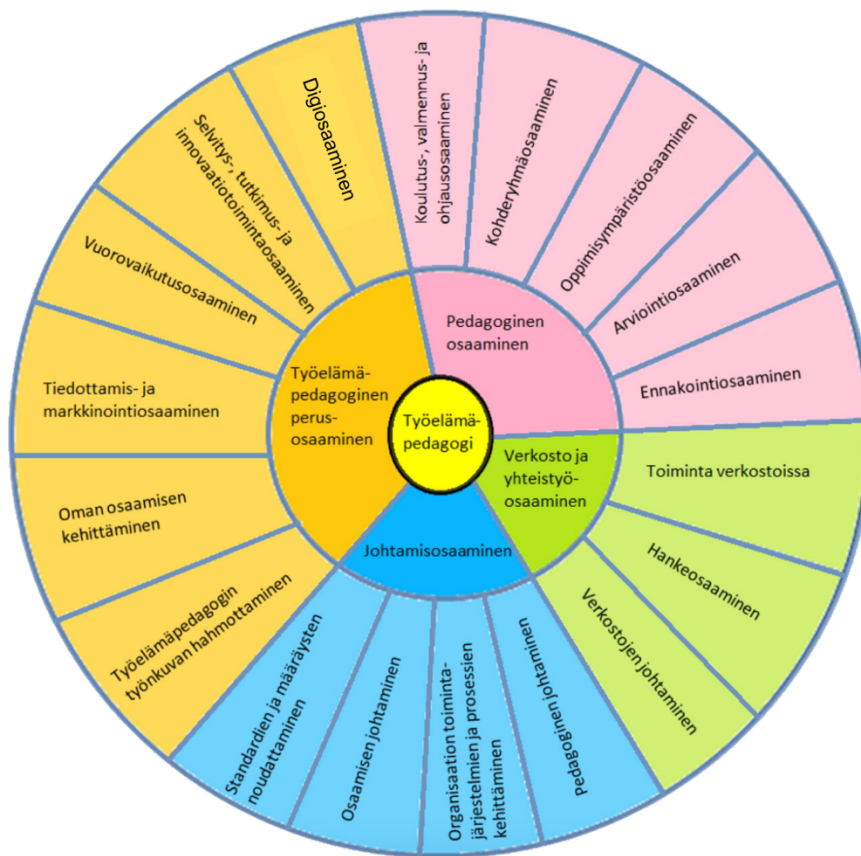 Työelämä-
pedagogi
Pedagoginen
osaaminen
Koulutus-, valmennus- ja
ohjausosaaminen
Kohderyhmäosaaminen
Oppimisympäristöosaaminen
Arviointiosaaminen
Ennakointiosaaminen
Verkosto ja
yhteistyö-
osaaminen
Toiminta verkostoissa
Hankeosaaminen
Verkostojen johtaminen
Johtamisosaaminen
Pedagoginen johtaminen
Organisaation toiminta-
järjestelmien ja prosessien
kehittäminen
Osaamisen johtaminen
Standardien ja määräysten
noudattaminen
Työelämä-
pedagoginen
perus-
osaaminen
Työelämäpedagogin
työnkuvan hahmottaminen
Oman osaamisen
kehittäminen
Tiedottamis- ja
markkinointiosaaminen
Vuorovaikutusosaaminen
Selvitys-, tutkimus- ja
innovaatiotoimintaosaaminen
Digiosaaminen